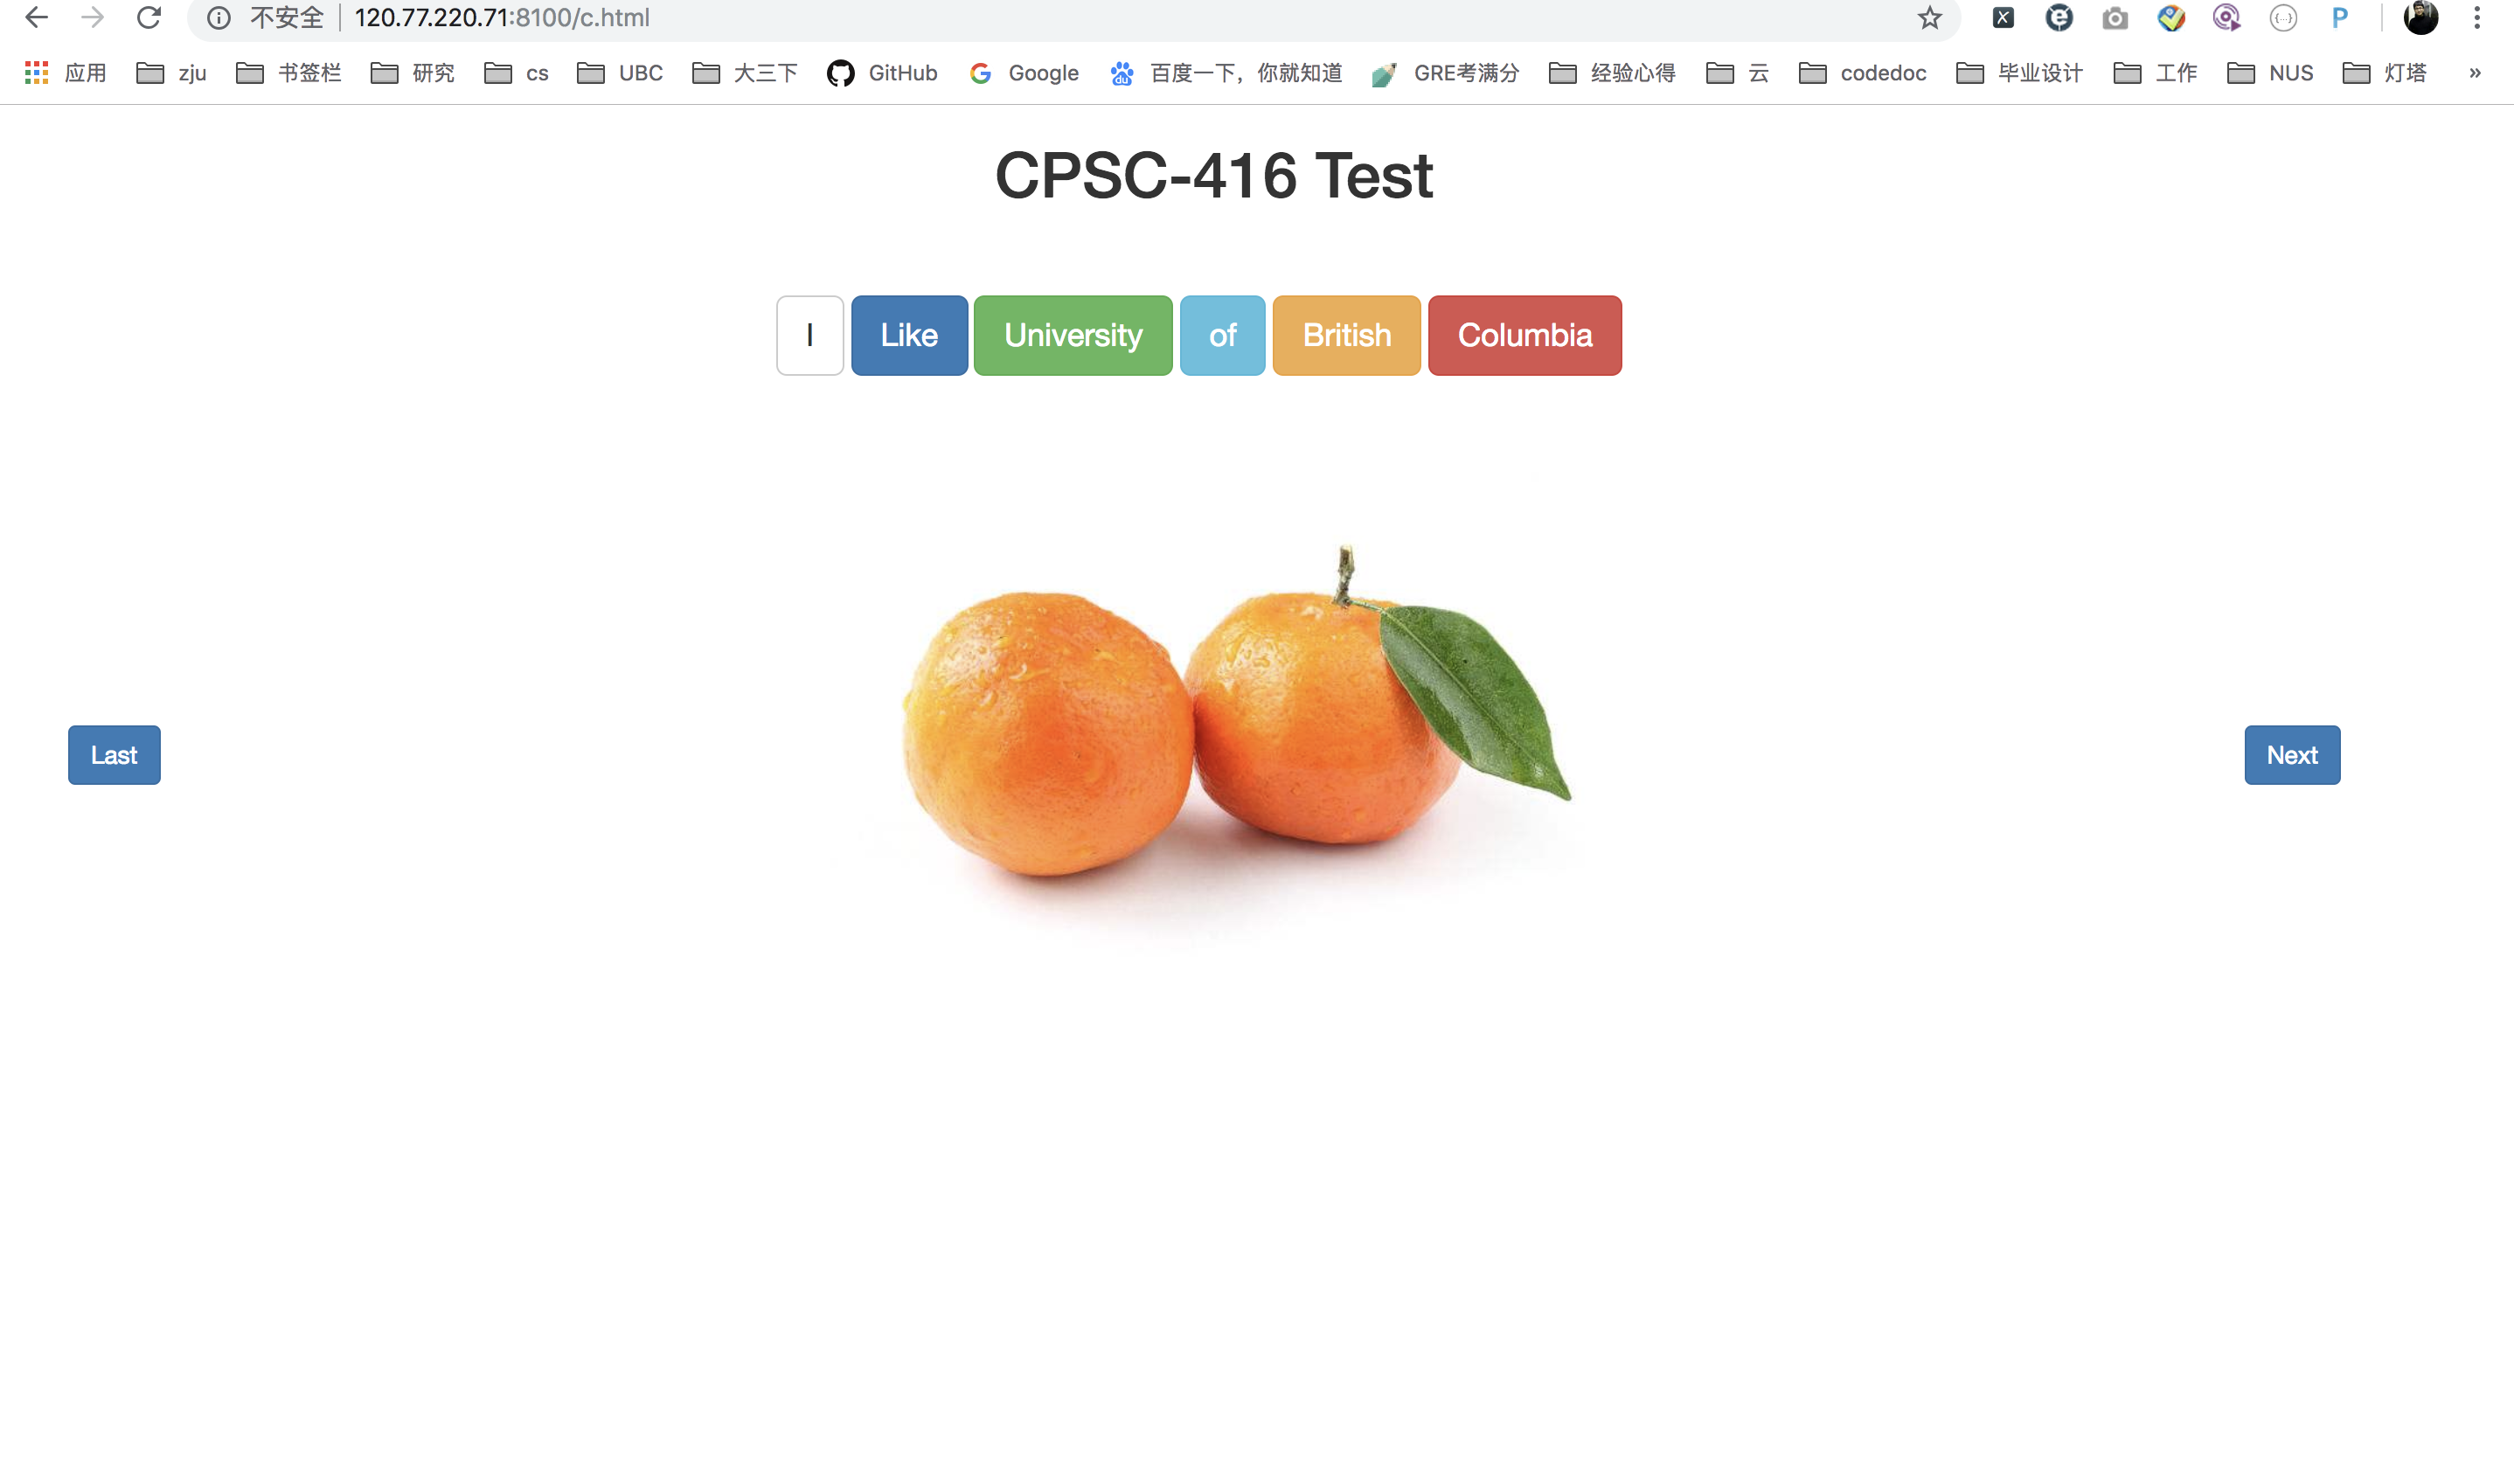 不安全 120.77.220.71:8100/c.html
应用 zju 书签栏 研究 cs UBC 大三下 GitHub Google 百度一下，你就知道 GRE考满分 经验心得 云 codedoc 毕业设计 工作 NUS 灯塔 »
CPSC-416 Test
I Like University of British Columbia
Last Next